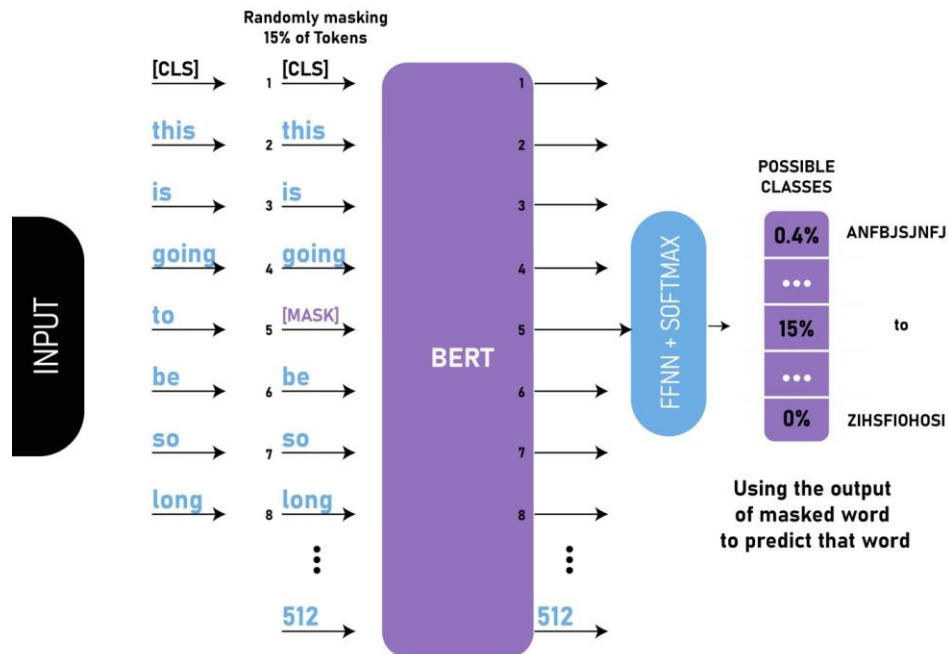 Randomly masking
15% of Tokens
INPUT
[CLS]
this
is
going
to
be
so
long
1 [CLS]
2 this
3 is
4 going
5 [MASK]
6 be
7 so
8 long
512
BERT
1
2
3
4
5
6
7
8
512
FFNN + SOFTMAX
POSSIBLE
CLASSES
0.4% ANFBJSJNFJ
...
15% to
...
0% ZIHSFIOHOSI
Using the output
of masked word
to predict that word